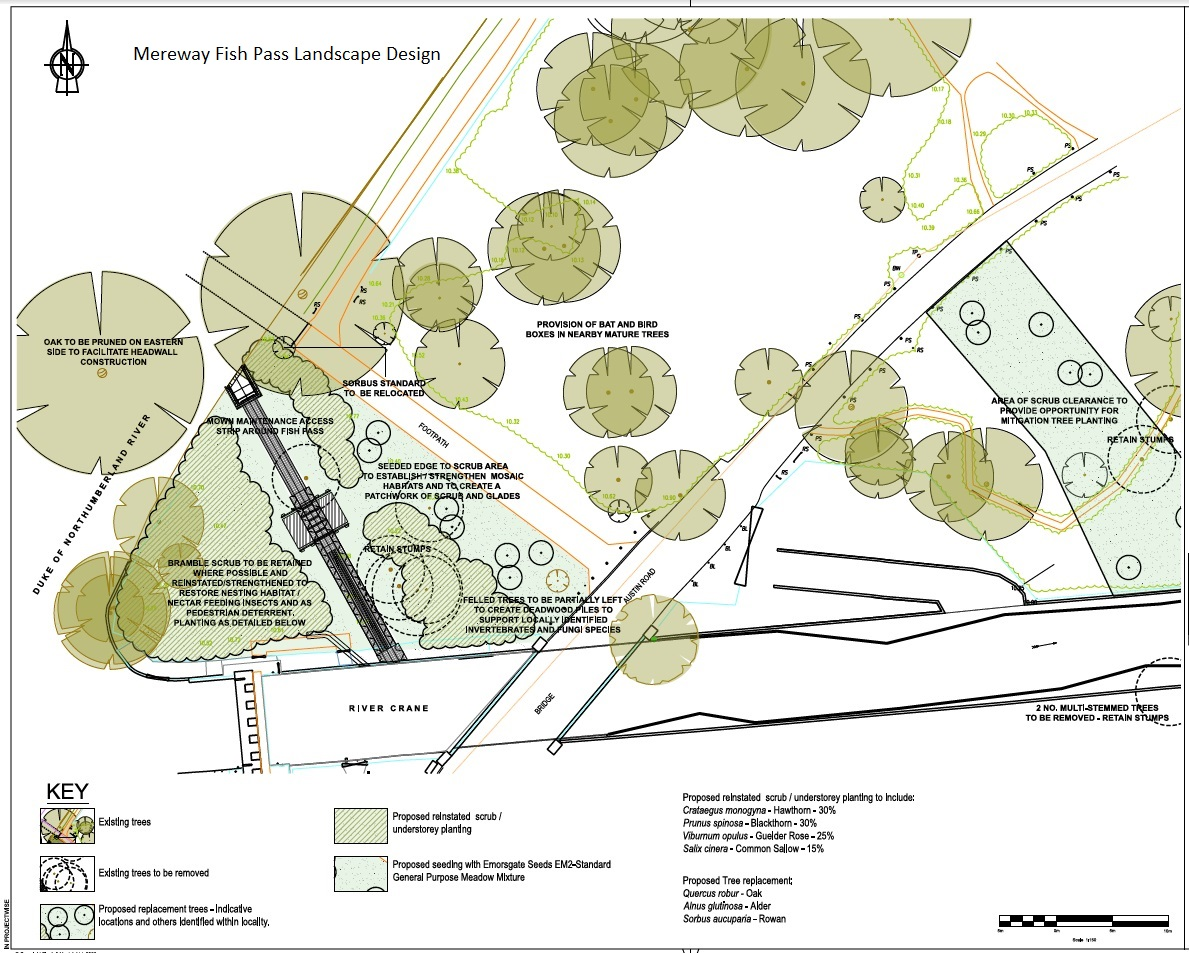 Mereway Fish Pass Landscape Design
N
OAK TO BE PRUNED ON EASTERN
SIDE TO FACILITATE HEADWALL
CONSTRUCTION
PROVISION OF BAT AND BIRD
BOXES IN NEARBY MATURE TREES
SORBUS STANDARD
TO BE RELOCATED
MOWN MAINTENANCE ACCESS
STRIP AROUND FISH PASS
FOOTPATH
SEEDED EDGE TO SCRUB AREA
TO ESTABLISH / STRENGTHEN MOSAIC
HABITATS AND TO CREATE A
PATCHWORK OF SCRUB AND GLADES
AREA OF SCRUB CLEARANCE TO
PROVIDE OPPORTUNITY FOR
MITIGATION TREE PLANTING
RETAIN STUMPS
DUKE OF NORTHUMBERLAND RIVER
RETAIN STUMPS
BRAMBLE SCRUB TO BE RETAINED
WHERE POSSIBLE AND
REINSTATED/STRENGTHENED TO
RESTORE NESTING HABITAT /
NECTAR FEEDING INSECTS AND AS
PEDESTRIAN DETERRENT.
PLANTING AS DETAILED BELOW
FELLED TREES TO BE PARTIALLY LEFT
TO CREATE DEADWOOD PILES TO
SUPPORT LOCALLY IDENTIFIED
INVERTEBRATES AND FUNGI SPECIES
AUSTIN ROAD
BRIDGE
RIVER CRANE
2 NO. MULTI-STEMMED TREES
TO BE REMOVED - RETAIN STUMPS
KEY
Existing trees
Existing trees to be removed
Proposed replacement trees - indicative
locations and others identified within locality.
Proposed reinstated scrub /
understorey planting
Proposed seeding with Emorsgate Seeds EM2-Standard
General Purpose Meadow Mixture
Proposed reinstated scrub / understorey planting to include:
Crataegus monogyna - Hawthorn - 30%
Prunus spinosa - Blackthorn - 30%
Viburnum opulus - Guelder Rose - 25%
Salix cinera - Common Sallow - 15%
Proposed Tree replacement:
Quercus robur - Oak
Alnus glutinosa - Alder
Sorbus aucuparia - Rowan
5m 0m 5m 10m
Scale 1:150
IN PROJECTWISE